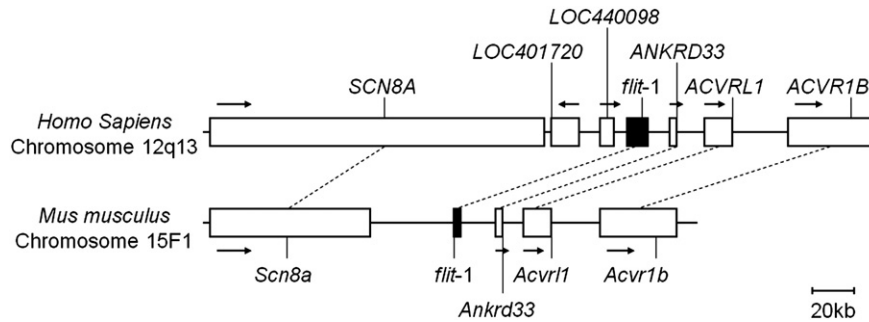 LOC440098
LOC401720 ANKRD33
SCN8A flit-1 ACVRL1 ACVR1B
Homo Sapiens
Chromosome 12q13
Mus musculus
Chromosome 15F1
Scn8a flit-1 Acvrl1 Acvr1b
Ankrd33
20kb